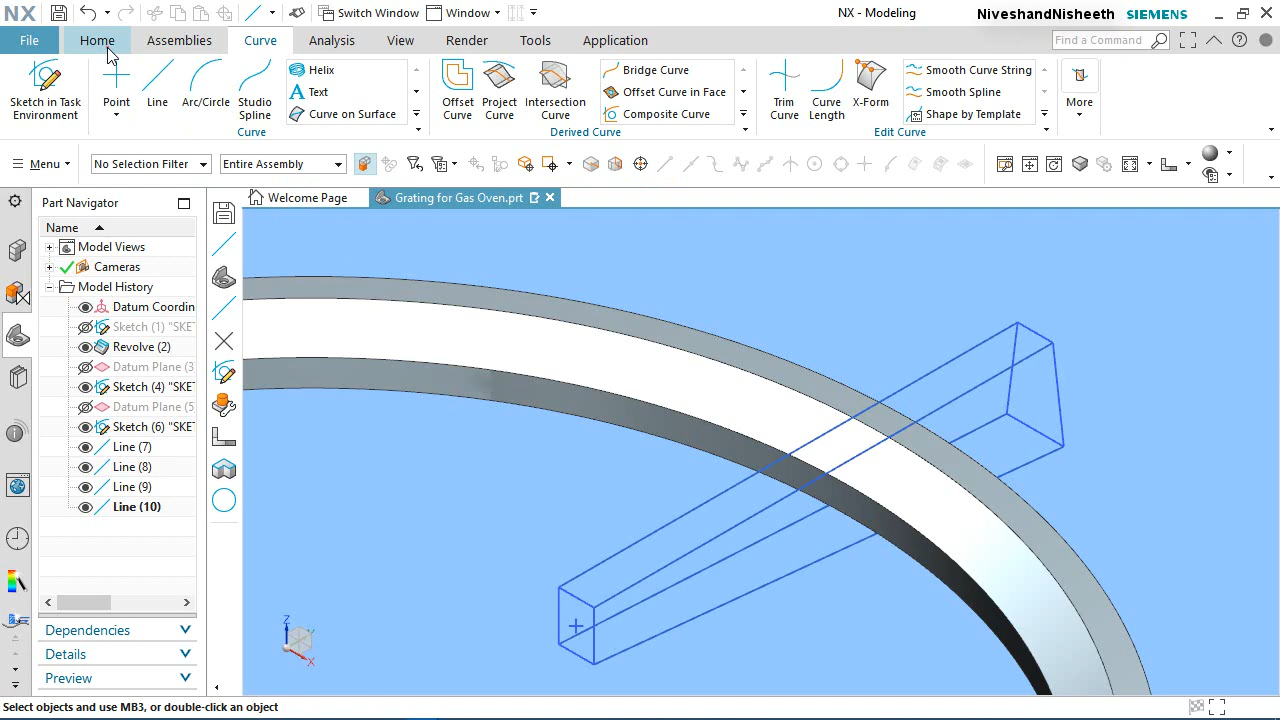 NX
Switch Window
Window
NX - Modeling
NiveshandNisheeth
SIEMENS
File
Home
Assemblies
Curve
Analysis
View
Render
Tools
Application
Find a Command
Sketch in Task
Environment
Point
Line
Arc/Circle
Studio
Spline
Helix
Text
Curve on Surface
Curve
Offset
Curve
Project
Curve
Intersection
Curve
Bridge Curve
Offset Curve in Face
Composite Curve
Derived Curve
Trim
Curve
Curve
Length
X-Form
Smooth Curve String
Smooth Spline
Shape by Template
Edit Curve
More
Menu
No Selection Filter
Entire Assembly
Part Navigator
Welcome Page
Grating for Gas Oven.prt
Name
Model Views
Cameras
Model History
Datum Coordin
Sketch (1) "SKE
Revolve (2)
Datum Plane (3
Sketch (4) "SKE
Datum Plane (5
Sketch (6) "SKE
Line (7)
Line (8)
Line (9)
Line (10)
Dependencies
Details
Preview
Z
Y
X
Select objects and use MB3, or double-click an object